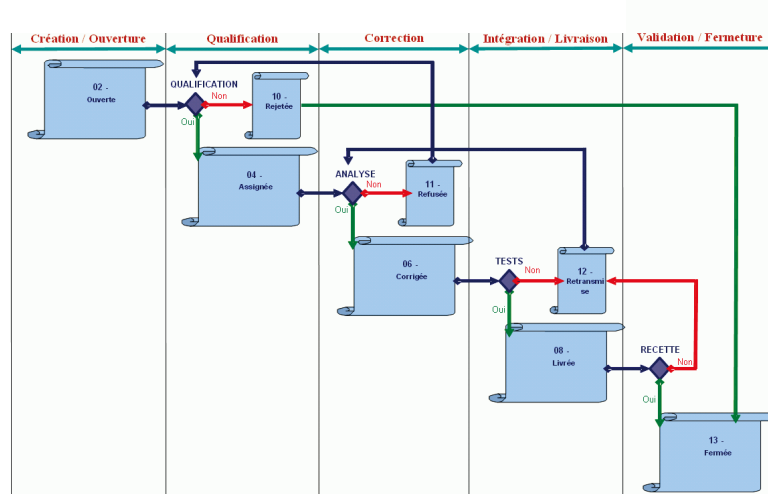 Création / Ouverture
Qualification
Correction
Intégration / Livraison
Validation / Fermeture
02 -
Ouverte
QUALIFICATION
Non
Oui
10 -
Rejetée
04 -
Assignée
ANALYSE
Non
Oui
11 -
Refusée
06 -
Corrigée
TESTS
Non
Oui
12 -
Retransmi
se
08 -
Livrée
RECETTE
Non
Oui
13 -
Fermée